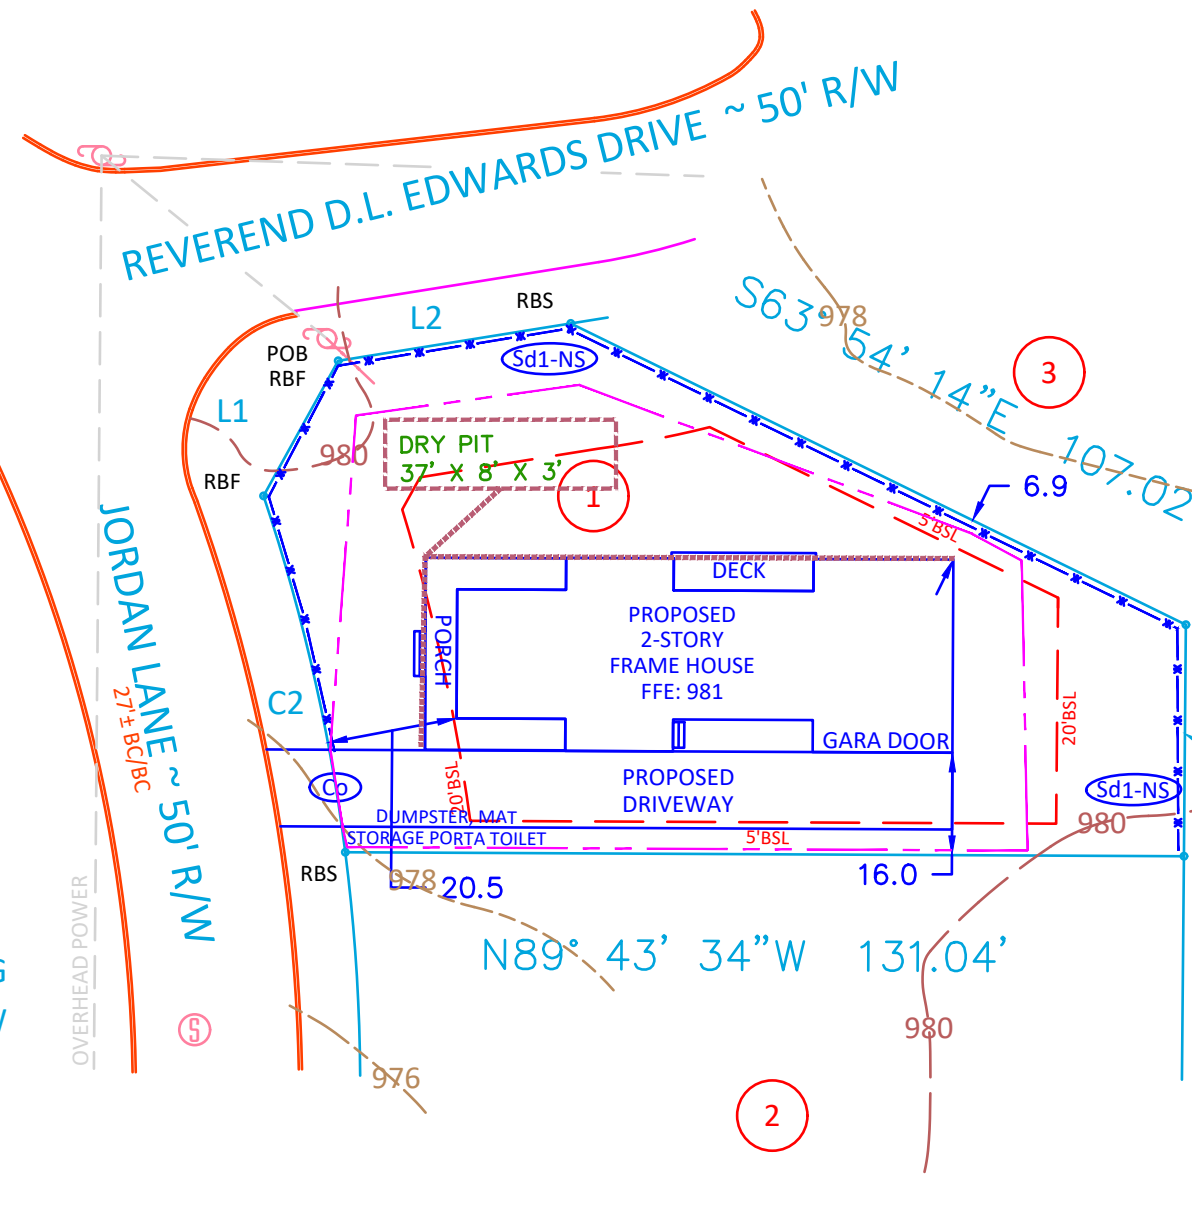 REVEREND D.L. EDWARDS DRIVE ~ 50' R/W
S63° 54' 14"E 107.02
978
L2
RBS
Sd1-NS
POB
RBF
3
L1
980
DRY PIT
37' X 8' X 3'
RBF
1
6.9
5'BSL
JORDAN LANE ~ 50' R/W
27'± BC/BC
DECK
PORCH
PROPOSED
2-STORY
FRAME HOUSE
FFE: 981
C2
20'BSL
GARA DOOR
Co
20'BSL
PROPOSED
DRIVEWAY
Sd1-NS
DUMPSTER, MAT
STORAGE PORTA TOILET
5'BSL
980
RBS
978
20.5
16.0
OVERHEAD POWER
N89° 43' 34"W 131.04'
S
980
976
2